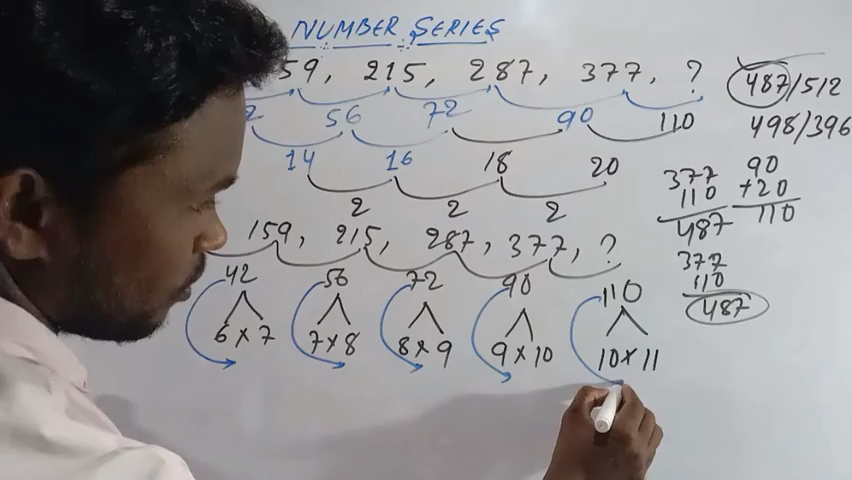 NUMBER SERIES
59, 215, 287, 377, ?
2 56 72 90 110
14 16 18 20
2 2 2
159, 215, 287, 377, ?
42 56 72 90 110
6×7 7×8 8×9 9×10 10×11
487/512
498/396
377
110
487
90
+20
110
377
110
487